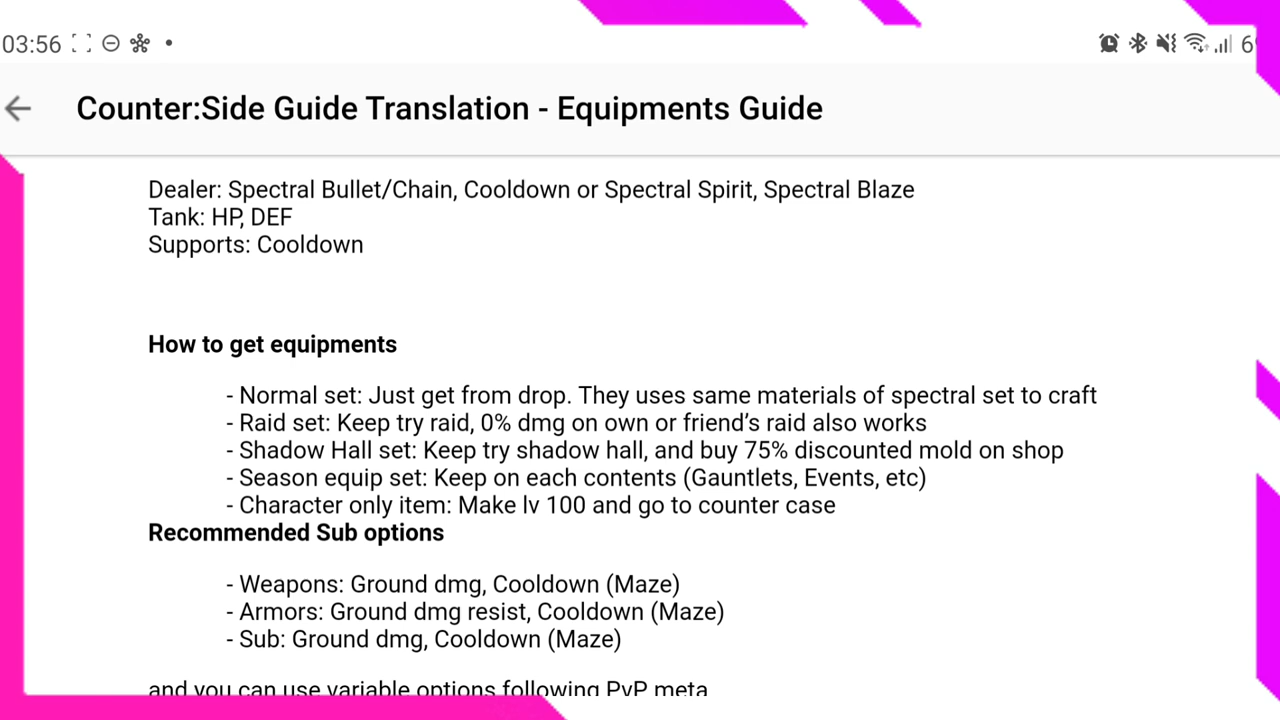 03:56
6
Counter:Side Guide Translation - Equipments Guide
Dealer: Spectral Bullet/Chain, Cooldown or Spectral Spirit, Spectral Blaze
Tank: HP, DEF
Supports: Cooldown
How to get equipments
- Normal set: Just get from drop. They uses same materials of spectral set to craft
- Raid set: Keep try raid, 0% dmg on own or friend’s raid also works
- Shadow Hall set: Keep try shadow hall, and buy 75% discounted mold on shop
- Season equip set: Keep on each contents (Gauntlets, Events, etc)
- Character only item: Make lv 100 and go to counter case
Recommended Sub options
- Weapons: Ground dmg, Cooldown (Maze)
- Armors: Ground dmg resist, Cooldown (Maze)
- Sub: Ground dmg, Cooldown (Maze)
and you can use variable options following PvP meta